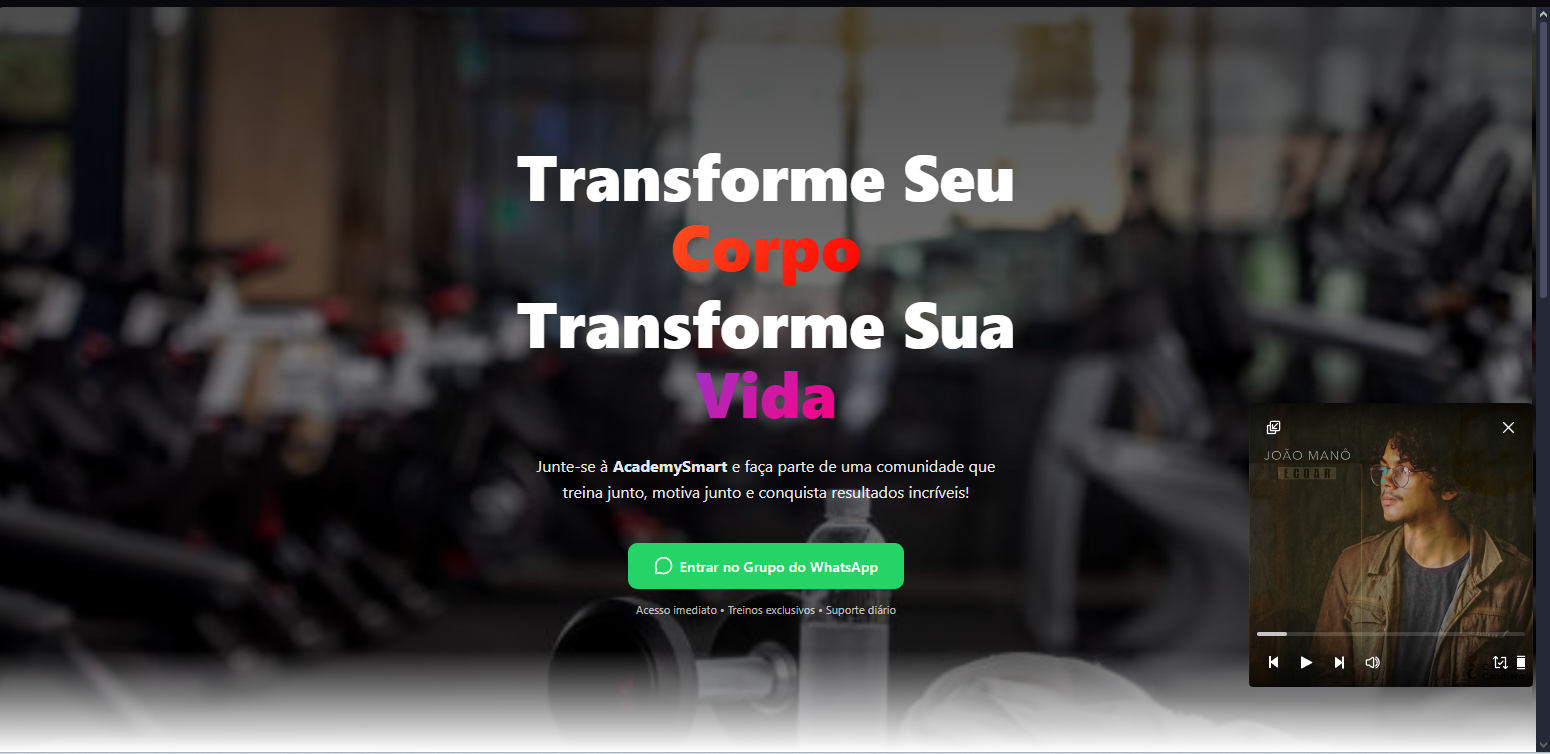 Transforme Seu
Corpo
Transforme Sua
Vida
Junte-se à AcademySmart e faça parte de uma comunidade que
treina junto, motiva junto e conquista resultados incríveis!
Entrar no Grupo do WhatsApp
Acesso imediato • Treinos exclusivos • Suporte diário
JOÃO MANÔ
ECOAR